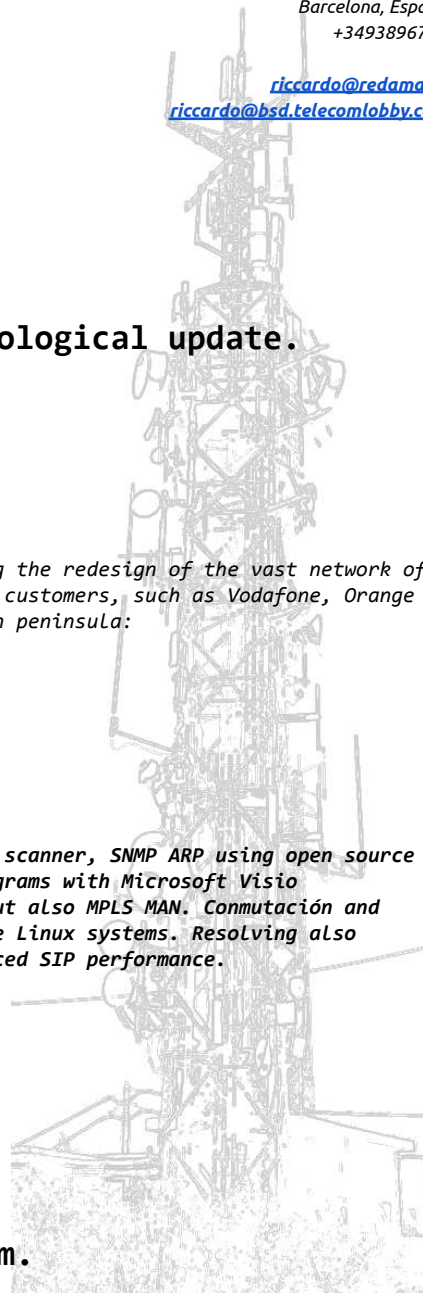 Barcelona, Espa
+34938967
riccardo@redama
riccardo@bsd.telecomlobby.c
ological update.
g the redesign of the vast network of
customers, such as Vodafone, Orange
n peninsula:
scanner, SNMP ARP using open source
grams with Microsoft Visio
ut also MPLS MAN. Conmutación and
e Linux systems. Resolving also
ced SIP performance.
m.